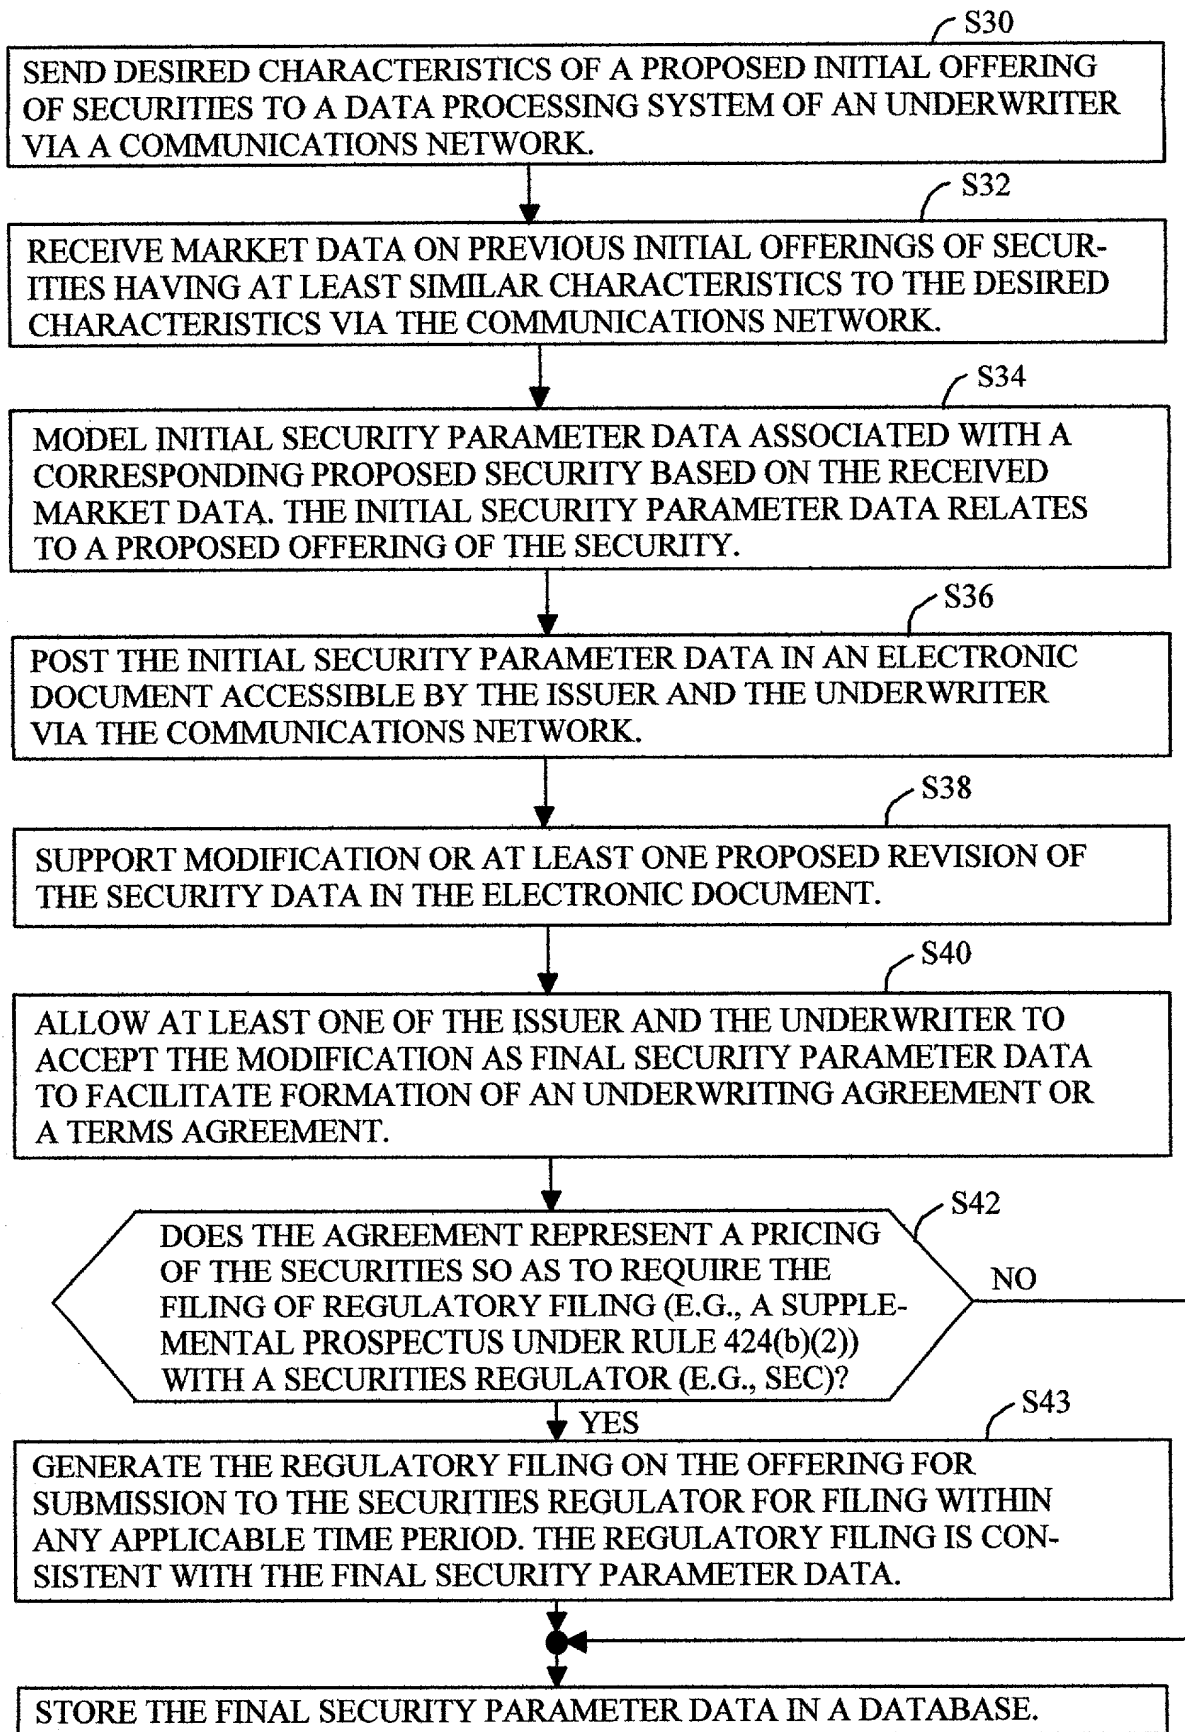 S30
SEND DESIRED CHARACTERISTICS OF A PROPOSED INITIAL OFFERING
OF SECURITIES TO A DATA PROCESSING SYSTEM OF AN UNDERWRITER
VIA A COMMUNICATIONS NETWORK.
S32
RECEIVE MARKET DATA ON PREVIOUS INITIAL OFFERINGS OF SECUR-
ITIES HAVING AT LEAST SIMILAR CHARACTERISTICS TO THE DESIRED
CHARACTERISTICS VIA THE COMMUNICATIONS NETWORK.
S34
MODEL INITIAL SECURITY PARAMETER DATA ASSOCIATED WITH A
CORRESPONDING PROPOSED SECURITY BASED ON THE RECEIVED
MARKET DATA. THE INITIAL SECURITY PARAMETER DATA RELATES
TO A PROPOSED OFFERING OF THE SECURITY.
S36
POST THE INITIAL SECURITY PARAMETER DATA IN AN ELECTRONIC
DOCUMENT ACCESSIBLE BY THE ISSUER AND THE UNDERWRITER
VIA THE COMMUNICATIONS NETWORK.
S38
SUPPORT MODIFICATION OR AT LEAST ONE PROPOSED REVISION OF
THE SECURITY DATA IN THE ELECTRONIC DOCUMENT.
S40
ALLOW AT LEAST ONE OF THE ISSUER AND THE UNDERWRITER TO
ACCEPT THE MODIFICATION AS FINAL SECURITY PARAMETER DATA
TO FACILITATE FORMATION OF AN UNDERWRITING AGREEMENT OR
A TERMS AGREEMENT.
S42
DOES THE AGREEMENT REPRESENT A PRICING
OF THE SECURITIES SO AS TO REQUIRE THE
FILING OF REGULATORY FILING (E.G., A SUPPLE-
MENTAL PROSPECTUS UNDER RULE 424(b)(2))
WITH A SECURITIES REGULATOR (E.G., SEC)?
NO
YES
S43
GENERATE THE REGULATORY FILING ON THE OFFERING FOR
SUBMISSION TO THE SECURITIES REGULATOR FOR FILING WITHIN
ANY APPLICABLE TIME PERIOD. THE REGULATORY FILING IS CON-
SISTENT WITH THE FINAL SECURITY PARAMETER DATA.
STORE THE FINAL SECURITY PARAMETER DATA IN A DATABASE.